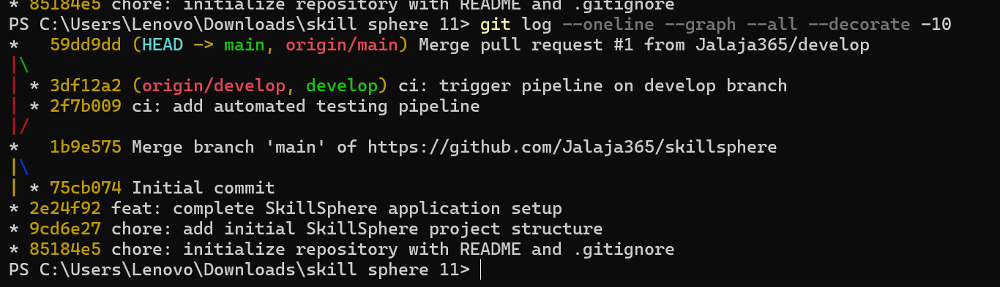 * 85184e5 chore: initialize repository with README and .gitignore
PS C:\Users\Lenovo\Downloads\skill sphere 11> git log --oneline --graph --all --decorate -10
*   59dd9dd (HEAD -> main, origin/main) Merge pull request #1 from Jalaja365/develop
|\
| * 3df12a2 (origin/develop, develop) ci: trigger pipeline on develop branch
| * 2f7b009 ci: add automated testing pipeline
|/
*   1b9e575 Merge branch 'main' of https://github.com/Jalaja365/skillsphere
|\
| * 75cb074 Initial commit
* 2e24f92 feat: complete SkillSphere application setup
* 9cd6e27 chore: add initial SkillSphere project structure
* 85184e5 chore: initialize repository with README and .gitignore
PS C:\Users\Lenovo\Downloads\skill sphere 11>